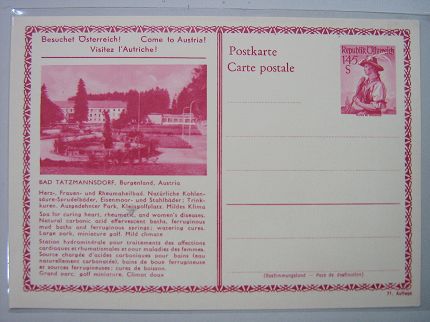 Besuchet Österreich! Come to Austria!
Visitez l'Autriche!
Postkarte
Carte postale
Republik Österreich
1·45
S
BAD TATZMANNSDORF, Burgenland, Austria
Herz-, Frauen- und Rheumaheilbad. Natürliche Kohlen-
säure-Sprudelbäder, Eisenmoor- und Stahlbäder; Trink-
kuren. Ausgedehnter Park, Kleingolfplatz. Mildes Klima
Spa for curing heart, rheumatic, and women's diseases.
Natural carbonic acid effervescent baths, ferruginous
mud baths and ferruginous springs; watering cures.
Large park, miniature golf. Mild climate
Station hydrominérale pour traitements des affections
cardiaques et rhumatismales et pour maladies des femmes.
Source chargée d'acides carboniques pour bains (eau
naturellement carbonatée), bains de boue ferrugineuse
et sources ferrugineuses; cures de boisson.
Grand parc, golf miniature. Climat doux
(Bestimmungsland - Pays de destination)
71. Auflage